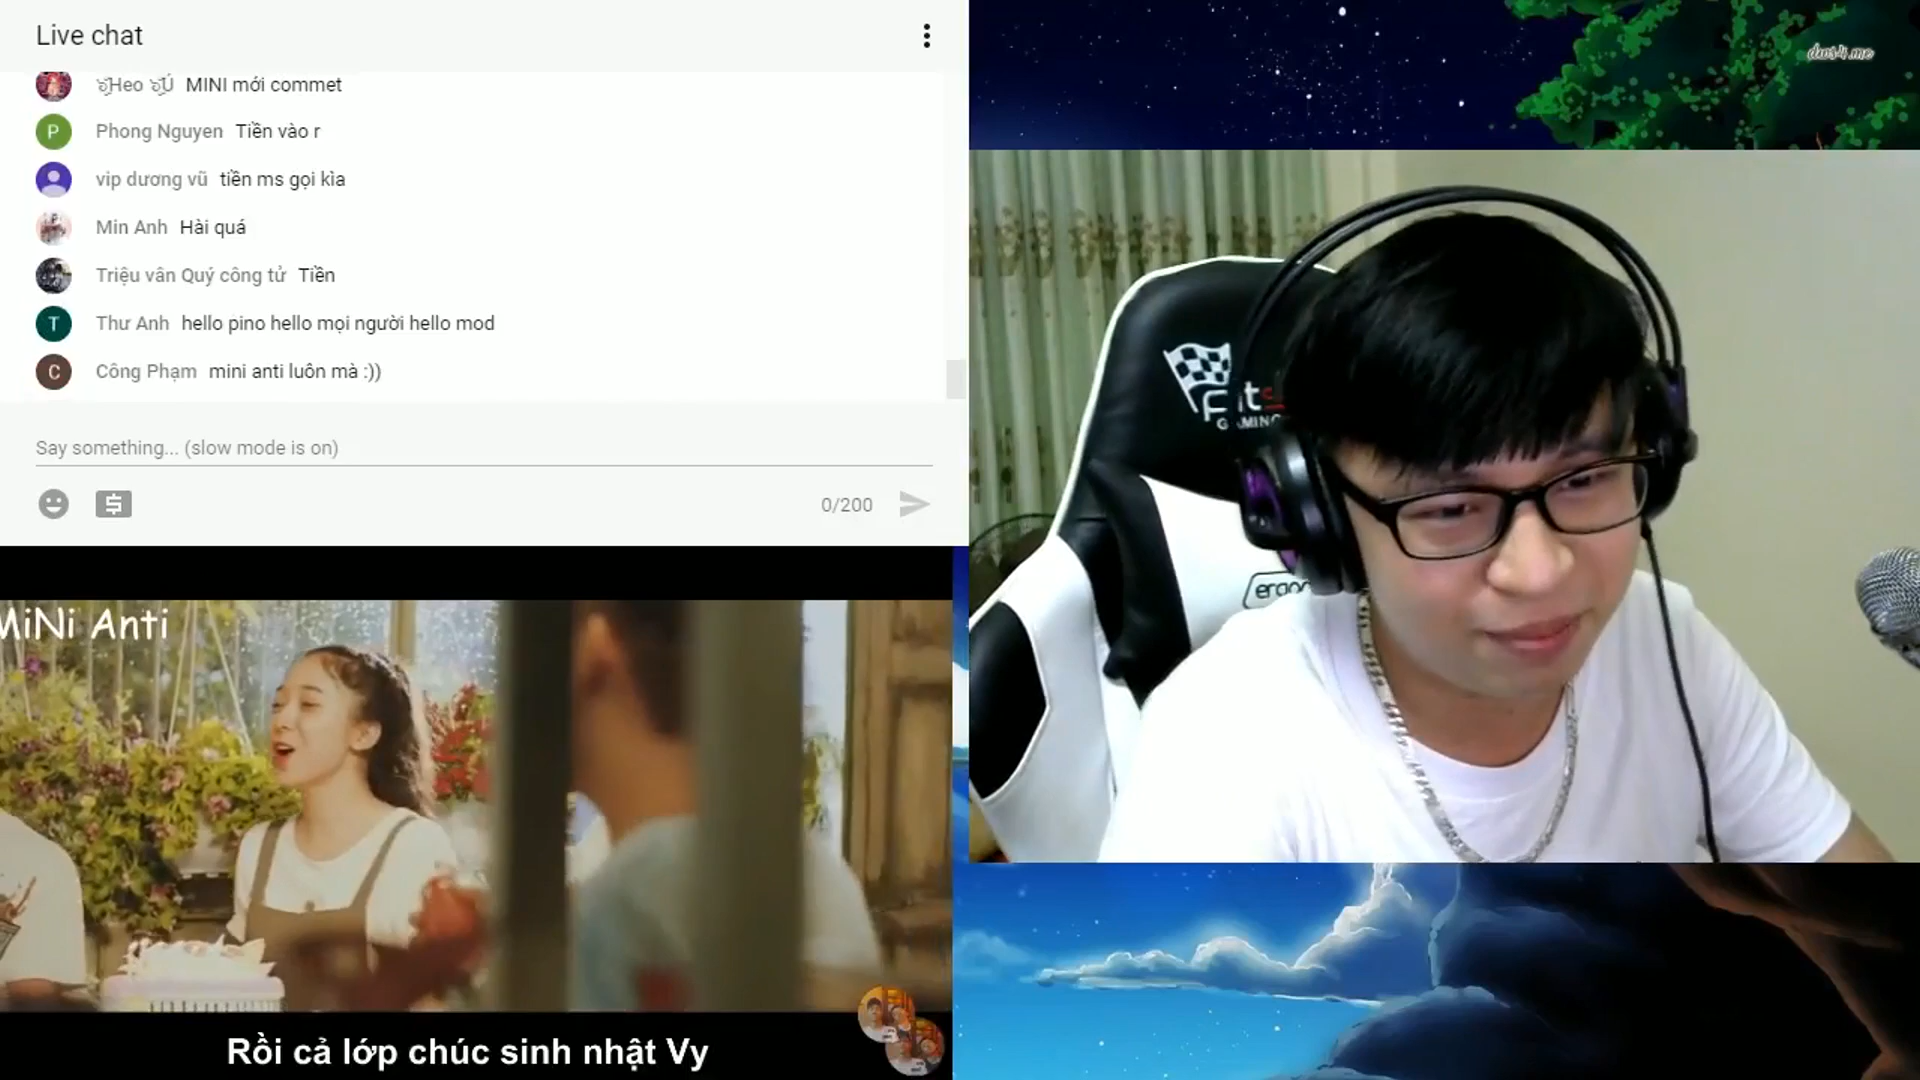 Live chat
Heo MINI mới commet
P Phong Nguyen Tiền vào r
vip dương vũ tiền ms gọi kìa
Min Anh Hài quá
Triệu vân Quý công tử Tiền
T Thư Anh hello pino hello mọi người hello mod
C Công Phạm mini anti luôn mà :))
Say something... (slow mode is on)
0/200
MiNi Anti
Rồi cả lớp chúc sinh nhật Vy
GAMING